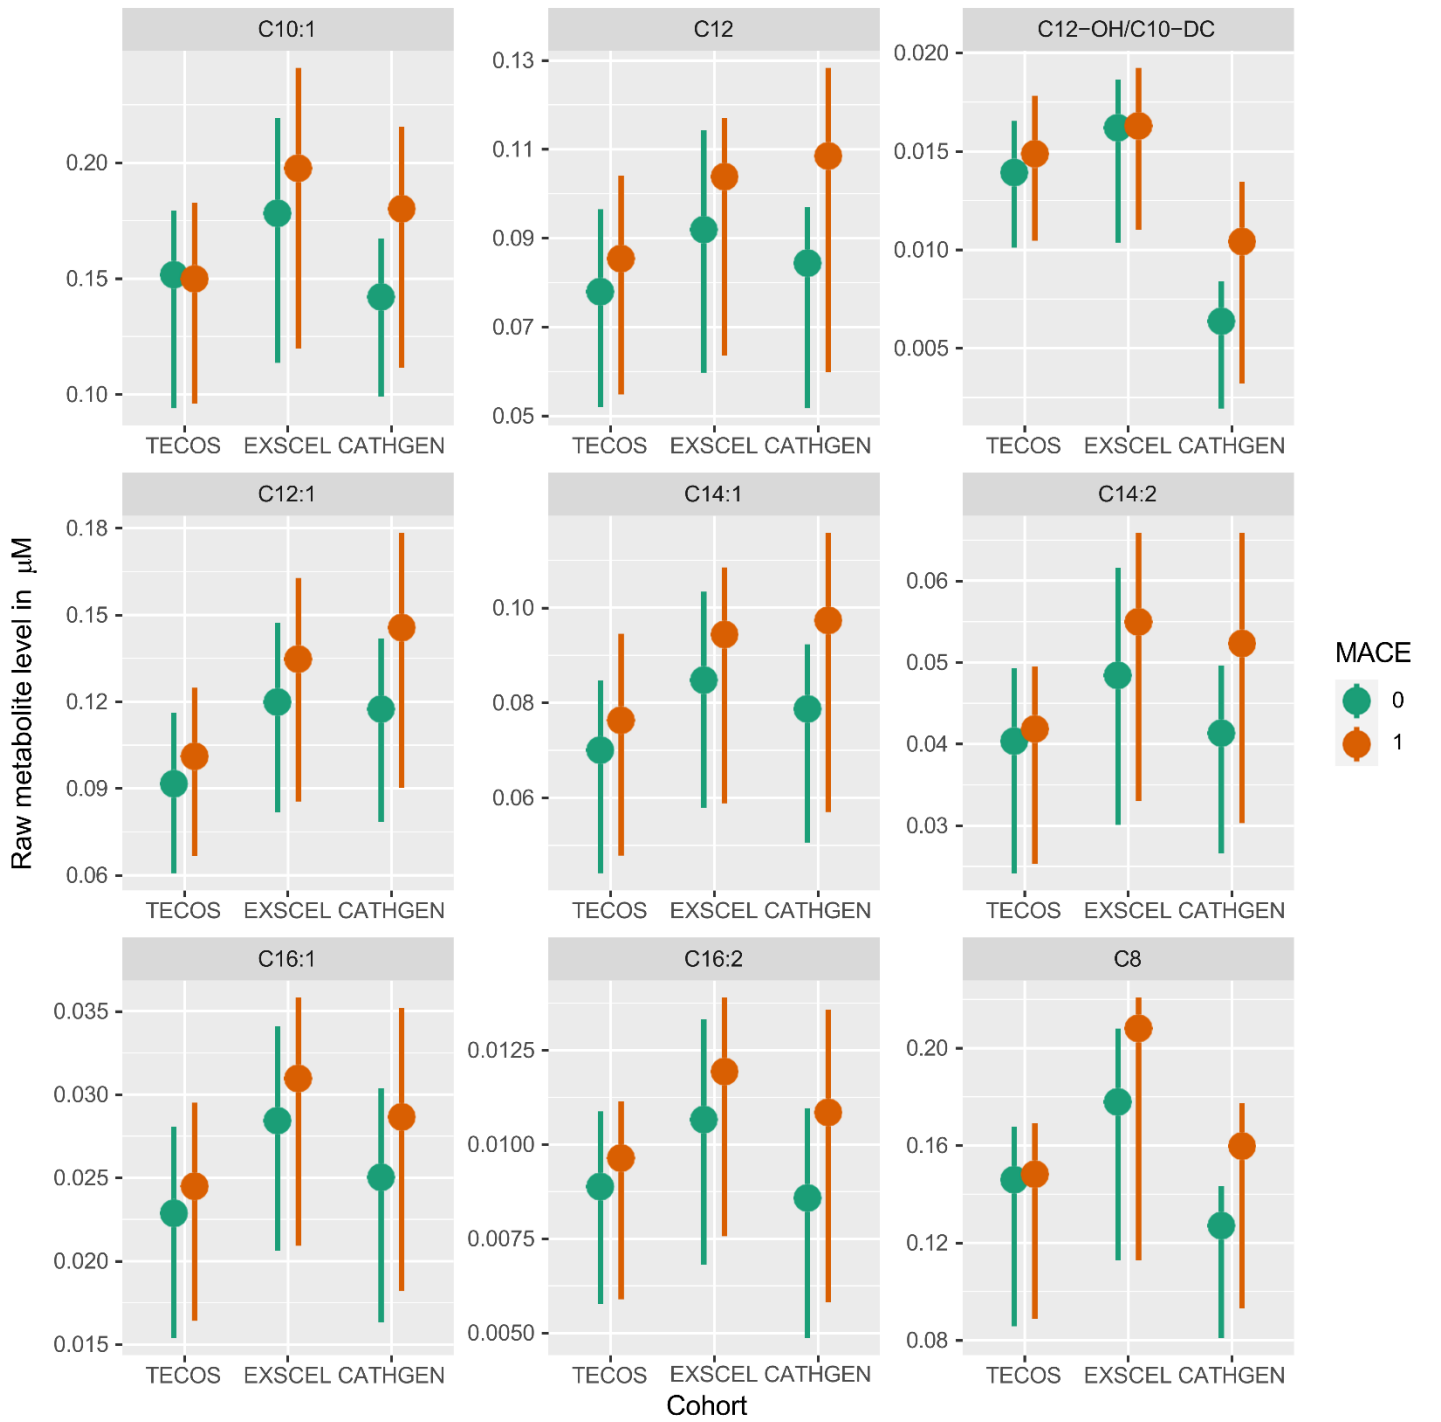 C10:1
C12
C12−OH/C10−DC
0.20
0.15
0.10
0.13
0.11
0.09
0.07
0.05
0.020
0.015
0.010
0.005
TECOS EXSCEL CATHGEN
TECOS EXSCEL CATHGEN
TECOS EXSCEL CATHGEN
C12:1
C14:1
C14:2
0.18
0.15
0.12
0.09
0.06
0.10
0.08
0.06
0.06
0.05
0.04
0.03
TECOS EXSCEL CATHGEN
TECOS EXSCEL CATHGEN
TECOS EXSCEL CATHGEN
C16:1
C16:2
C8
0.035
0.030
0.025
0.020
0.015
0.0125
0.0100
0.0075
0.0050
0.20
0.16
0.12
0.08
TECOS EXSCEL CATHGEN
TECOS EXSCEL CATHGEN
TECOS EXSCEL CATHGEN
Raw metabolite level in μM
Cohort
MACE
0
1